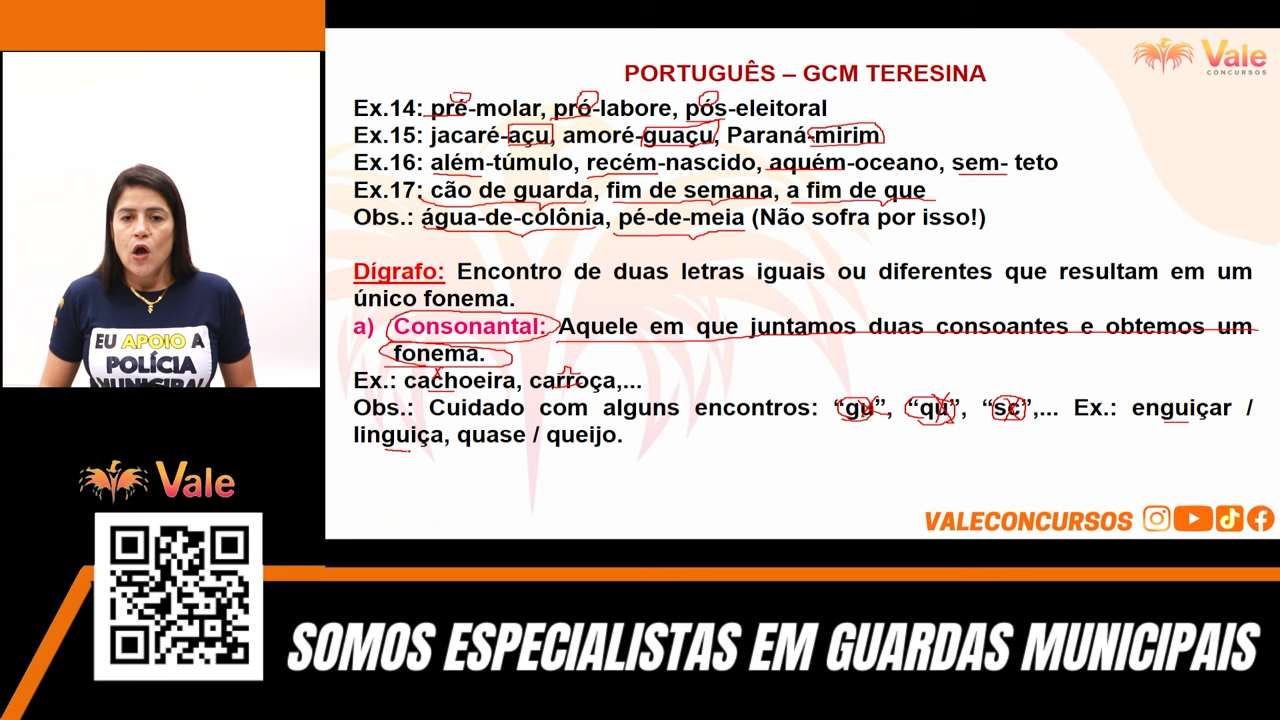 Vale
CONCURSOS
PORTUGUÊS – GCM TERESINA
Ex.14: pré-molar, pró-labore, pós-eleitoral
Ex.15: jacaré-açu, amoré-guaçu, Paraná-mirim
Ex.16: além-túmulo, recém-nascido, aquém-oceano, sem- teto
Ex.17: cão de guarda, fim de semana, a fim de que
Obs.: água-de-colônia, pé-de-meia (Não sofra por isso!)
Dígrafo: Encontro de duas letras iguais ou diferentes que resultam em um
único fonema.
a) Consonantal: Aquele em que juntamos duas consoantes e obtemos um
fonema.
Ex.: cachoeira, carroça,...
Obs.: Cuidado com alguns encontros: “gu”, “qu”, “sc”,... Ex.: enguiçar /
linguiça, quase / queijo.
EU APOIO A
POLÍCIA
MUNICIPAL
Vale
VALECONCURSOS
SOMOS ESPECIALISTAS EM GUARDAS MUNICIPAIS